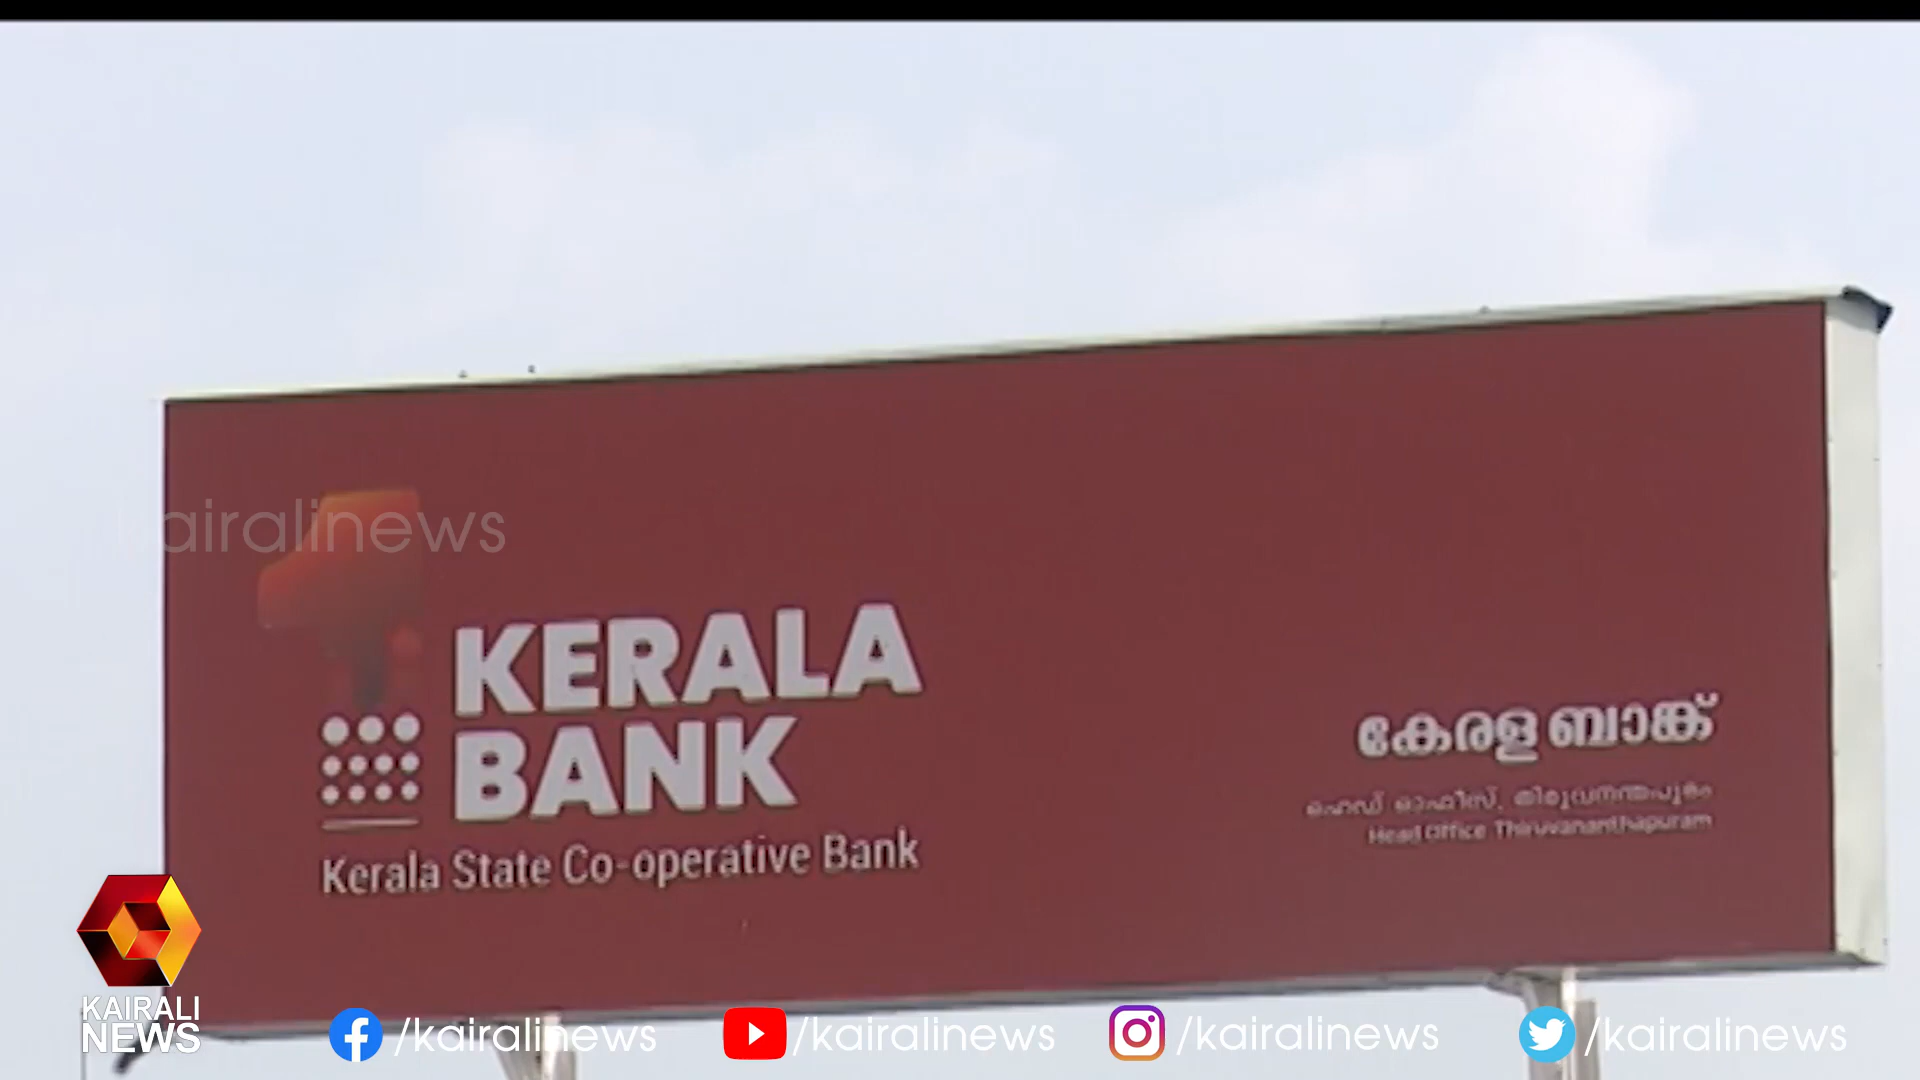 kairalinews
KERALA
BANK
Kerala State Co-operative Bank
കേരള ബാങ്ക്
ഹെഡ് ഓഫീസ്, തിരുവനന്തപുരം
Head Office Thiruvananthapuram
KAIRALI
NEWS
/kairalinews
/kairalinews
/kairalinews
/kairalinews